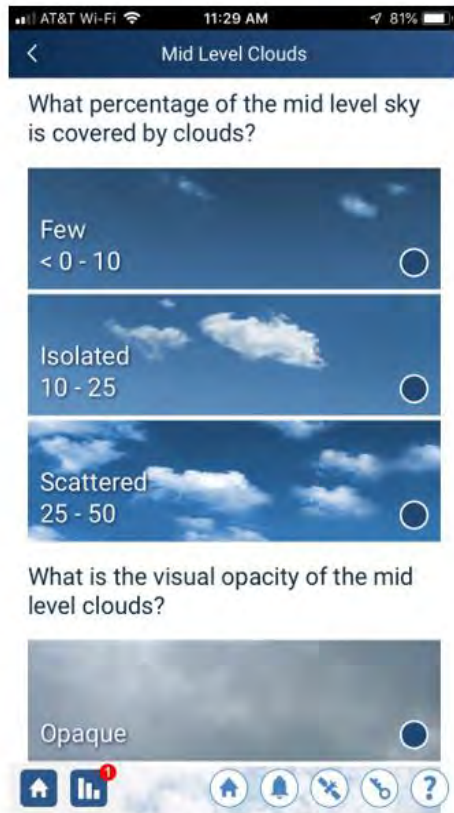 AT&T Wi-Fi 11:29 AM 81%
Mid Level Clouds
What percentage of the mid level sky
is covered by clouds?
Few
< 0 - 10
Isolated
10 - 25
Scattered
25 - 50
What is the visual opacity of the mid
level clouds?
Opaque
1
?